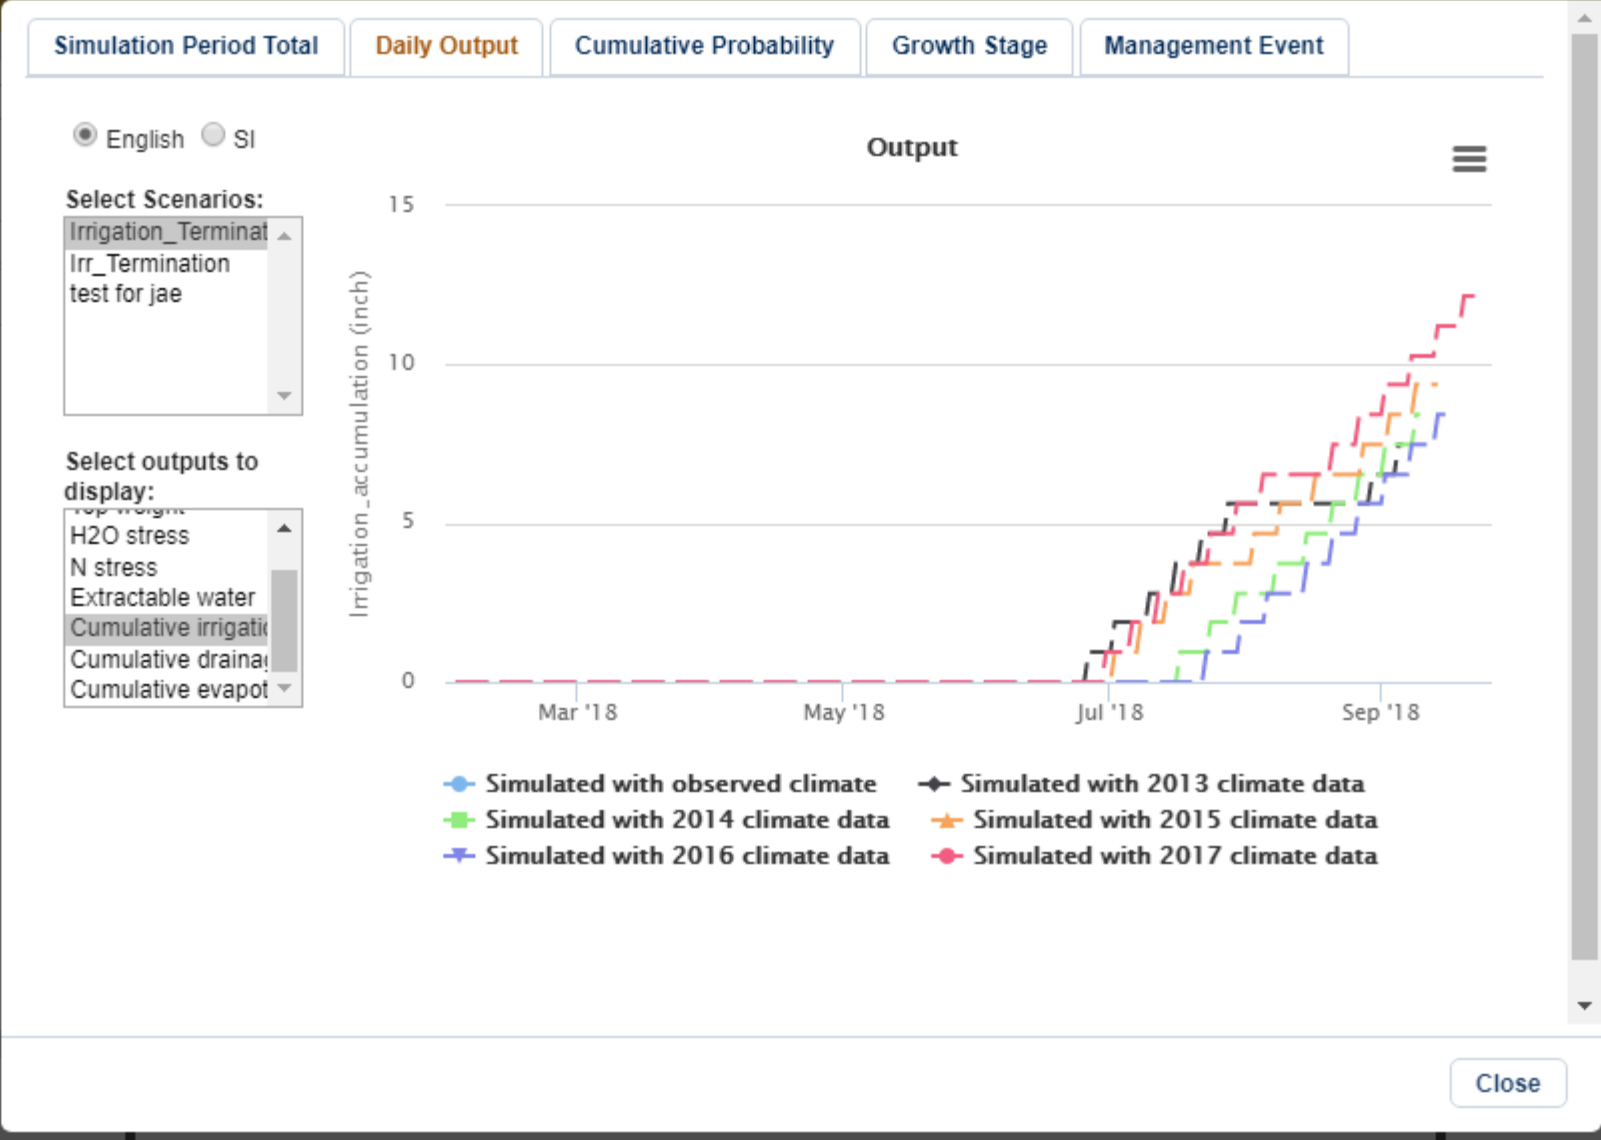 Simulation Period Total Daily Output Cumulative Probability Growth Stage Management Event
English SI
Select Scenarios:
Irrigation_Terminat
Irr_Termination
test for jae
Select outputs to
display:
Top weight
H2O stress
N stress
Extractable water
Cumulative irrigatic
Cumulative drainag
Cumulative evapot
Output
Irrigation_accumulation (inch)
15
10
5
0
Mar '18 May '18 Jul '18 Sep '18
Simulated with observed climate Simulated with 2013 climate data
Simulated with 2014 climate data Simulated with 2015 climate data
Simulated with 2016 climate data Simulated with 2017 climate data
Close